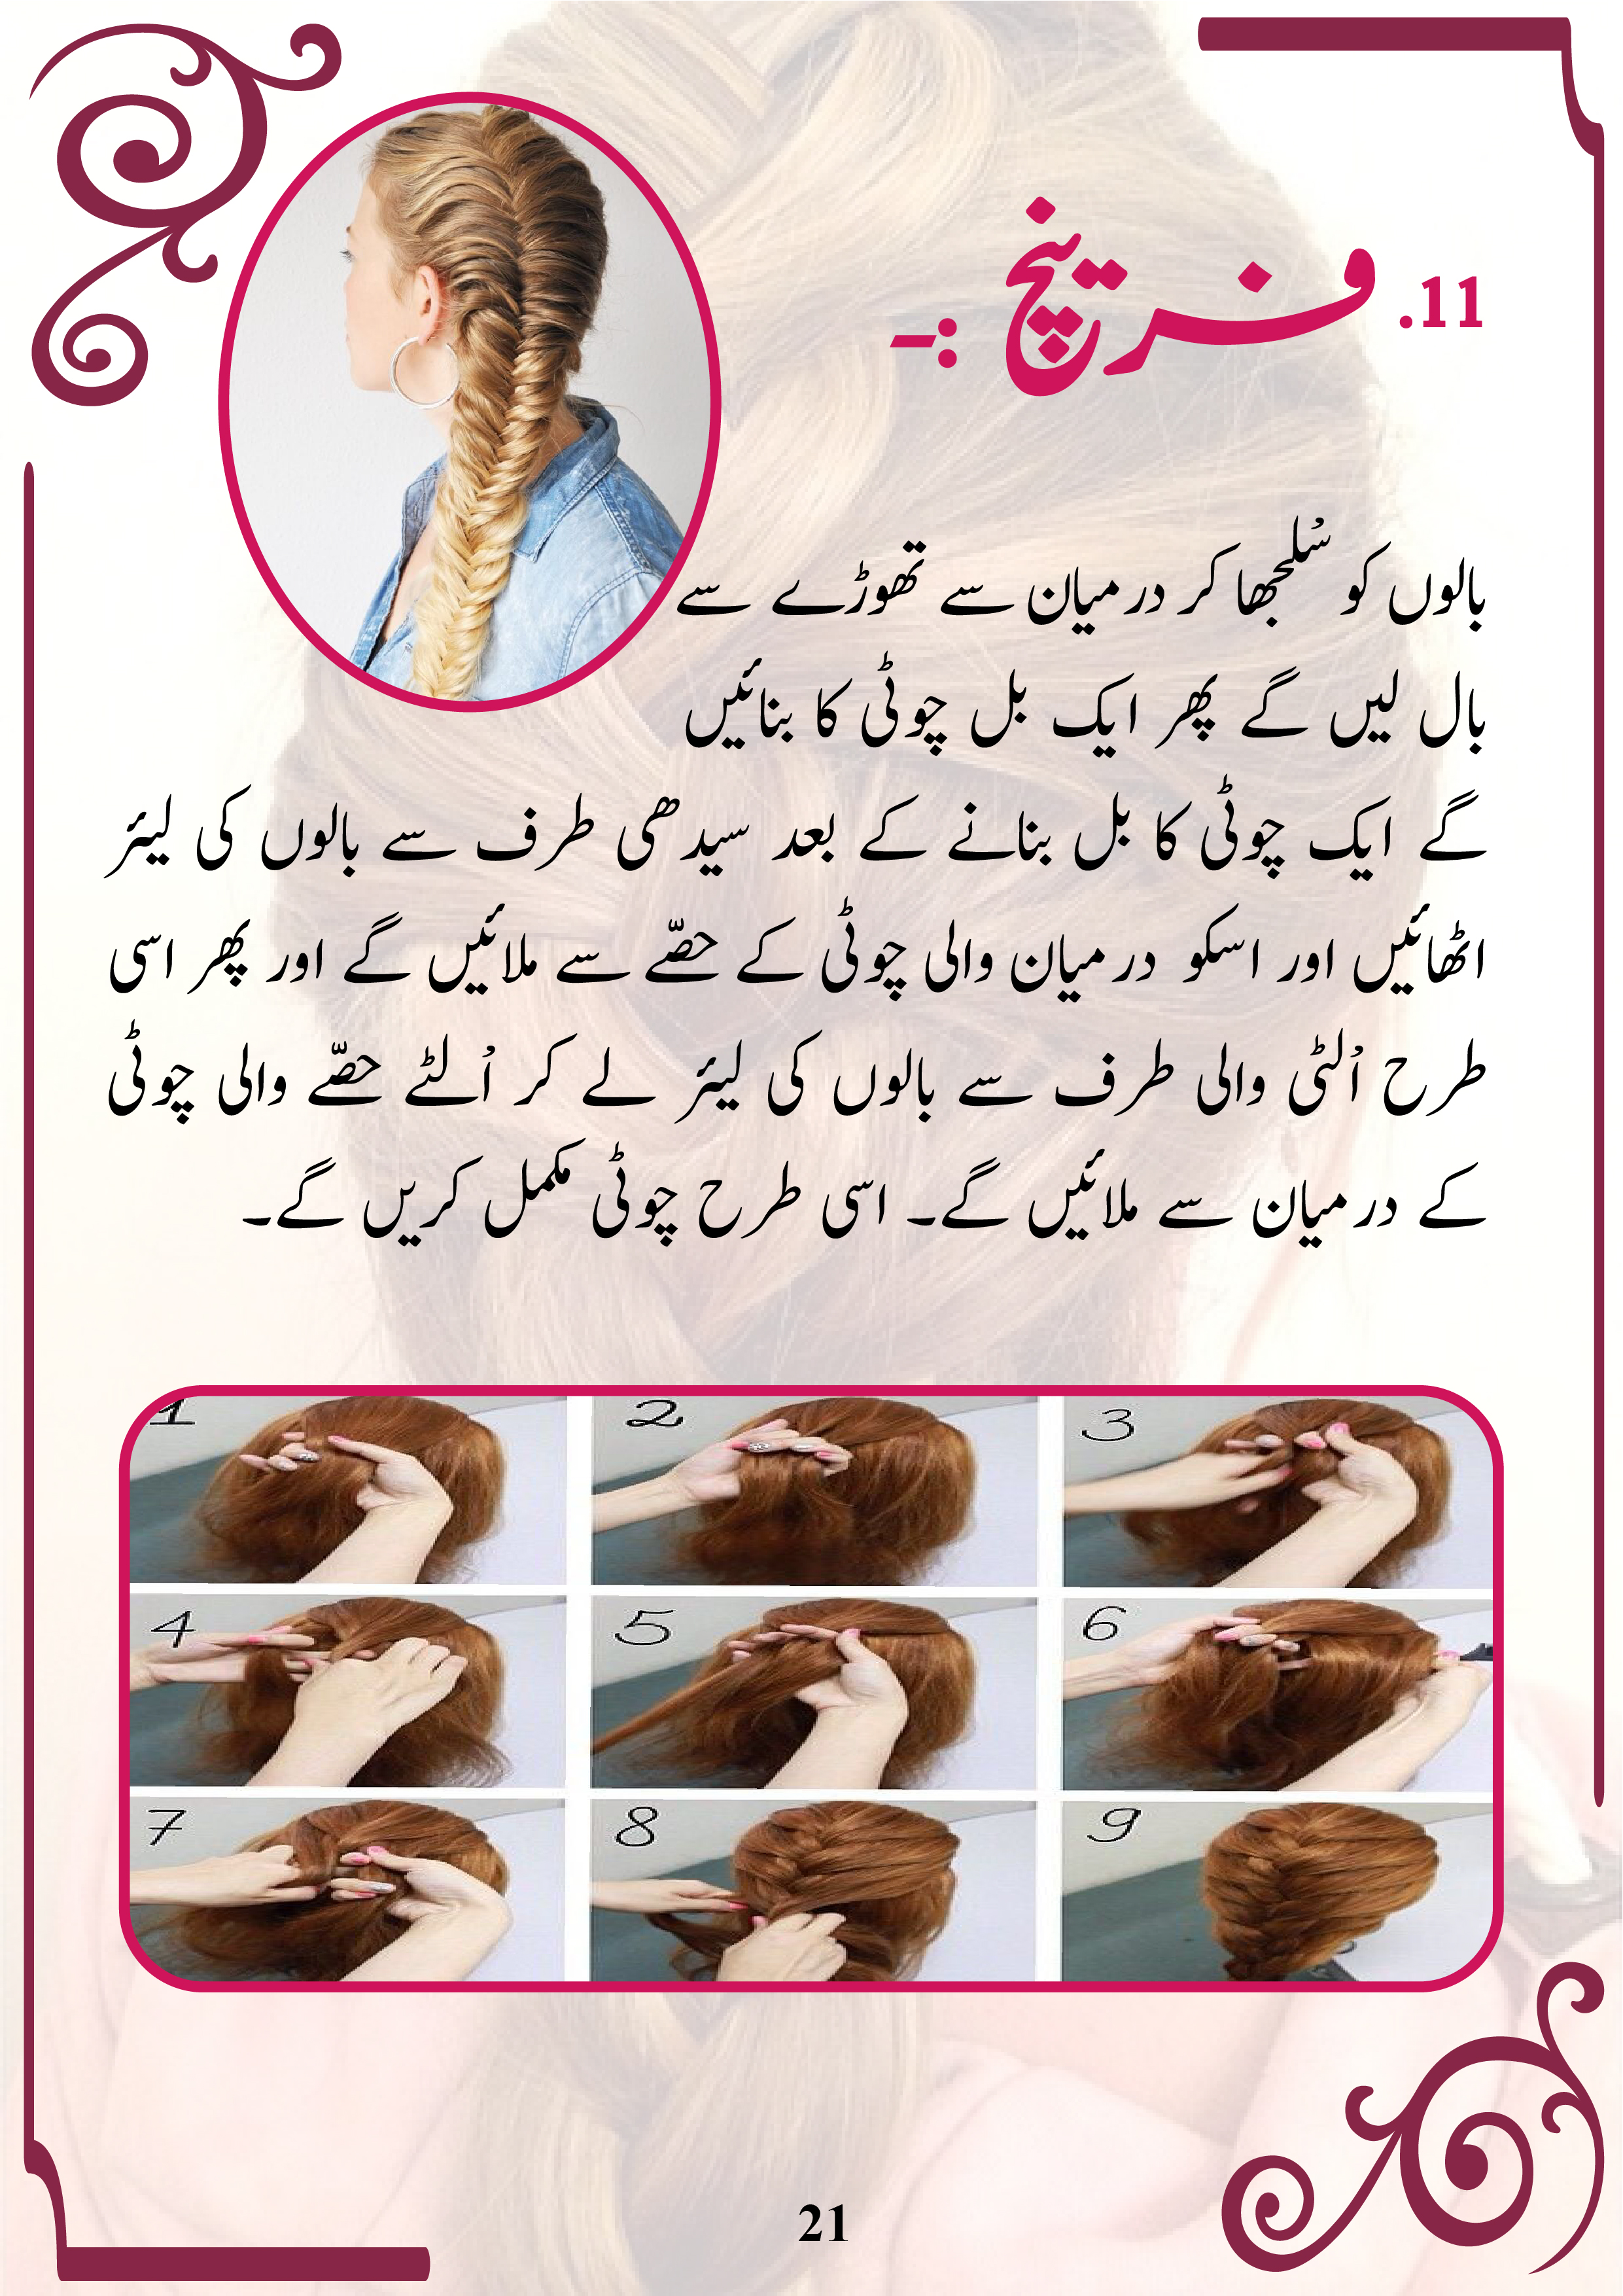 11. فرینچ :-
بالوں کو سُلجھا کر درمیان سے تھوڑے سے
بال لیں گے پھر ایک بل چوٹی کا بنائیں
گے ایک چوٹی کا بل بنانے کے بعد سیدھی طرف سے بالوں کی لیئر
اٹھائیں اور اسکو درمیان والی چوٹی کے حصّے سے ملائیں گے اور پھر اسی
طرح اُلٹی والی طرف سے بالوں کی لیئر لے کر اُلٹے حصّے والی چوٹی
کے درمیان سے ملائیں گے۔ اسی طرح چوٹی مکمل کریں گے۔
1
2
3
4
5
6
7
8
9
21